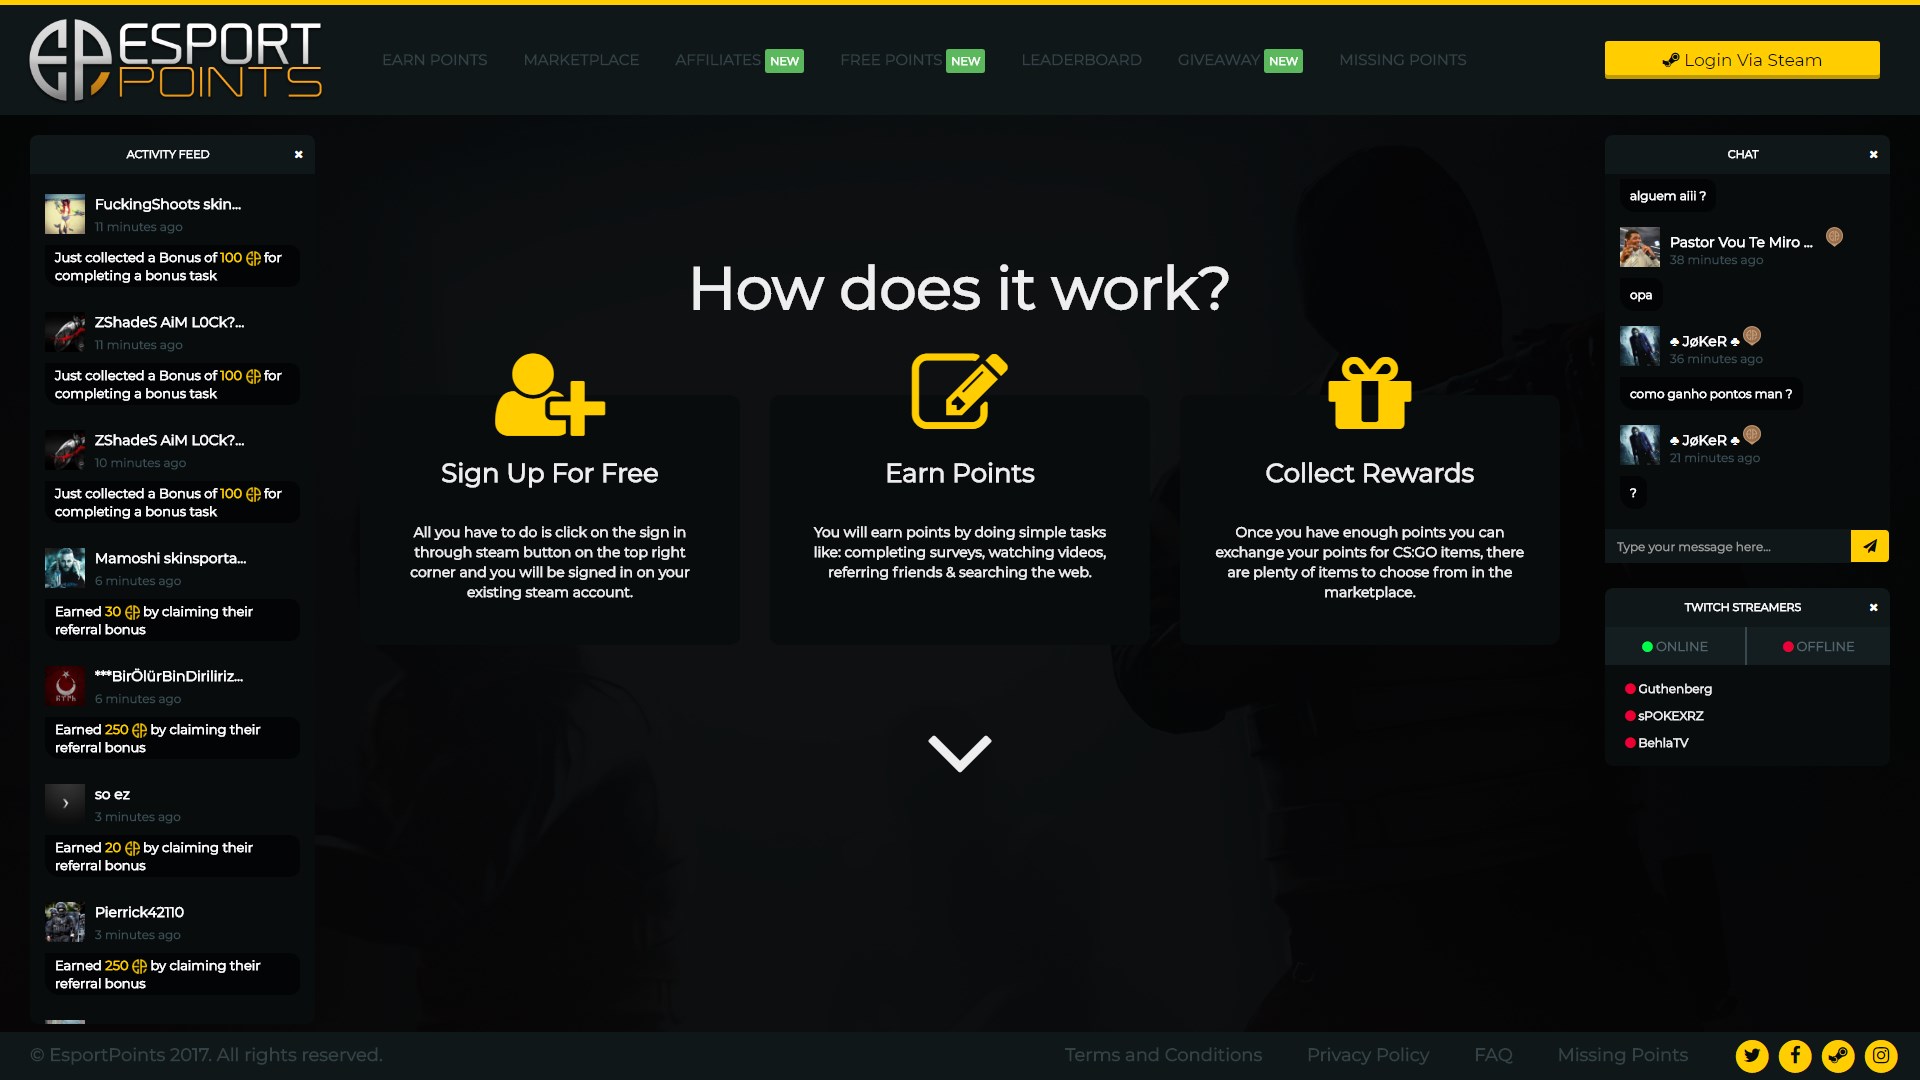 ESPORT
POINTS
EARN POINTS
MARKETPLACE
AFFILIATES NEW
FREE POINTS NEW
LEADERBOARD
GIVEAWAY NEW
MISSING POINTS
Login Via Steam
ACTIVITY FEED
FuckingShoots skin...
11 minutes ago
Just collected a Bonus of 100 for
completing a bonus task
ZShadeS AiM L0Ck?...
11 minutes ago
Just collected a Bonus of 100 for
completing a bonus task
ZShadeS AiM L0Ck?...
10 minutes ago
Just collected a Bonus of 100 for
completing a bonus task
Mamoshi skinsporta...
6 minutes ago
Earned 30 by claiming their
referral bonus
***BirÖlürBinDiriliriz...
6 minutes ago
Earned 250 by claiming their
referral bonus
so ez
3 minutes ago
Earned 20 by claiming their
referral bonus
Pierrick42110
3 minutes ago
Earned 250 by claiming their
referral bonus
How does it work?
Sign Up For Free
All you have to do is click on the sign in
through steam button on the top right
corner and you will be signed in on your
existing steam account.
Earn Points
You will earn points by doing simple tasks
like: completing surveys, watching videos,
referring friends & searching the web.
Collect Rewards
Once you have enough points you can
exchange your points for CS:GO items, there
are plenty of items to choose from in the
marketplace.
CHAT
alguem aiii ?
Pastor Vou Te Miro ...
38 minutes ago
opa
♣ JøKeR ♣
36 minutes ago
como ganho pontos man ?
♣ JøKeR ♣
21 minutes ago
?
Type your message here...
TWITCH STREAMERS
ONLINE
OFFLINE
Guthenberg
sPOKEXRZ
BehlaTV
© EsportPoints 2017. All rights reserved.
Terms and Conditions
Privacy Policy
FAQ
Missing Points